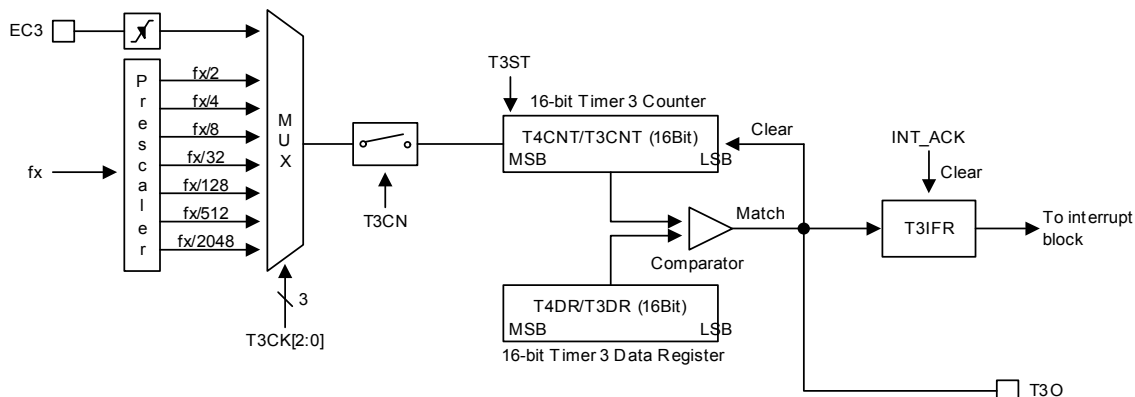 EC3
T3ST
16-bit Timer 3 Counter
P r e s c a l e r
fx/2
fx/4
fx/8
fx/32
fx/128
fx/512
fx/2048
fx
M U X
T4CNT/T3CNT (16Bit)
MSB
LSB
Clear
INT_ACK
Clear
T3CN
Match
T3IFR
To interrupt
block
Comparator
3
T3CK[2:0]
T4DR/T3DR (16Bit)
MSB
LSB
16-bit Timer 3 Data Register
T3O